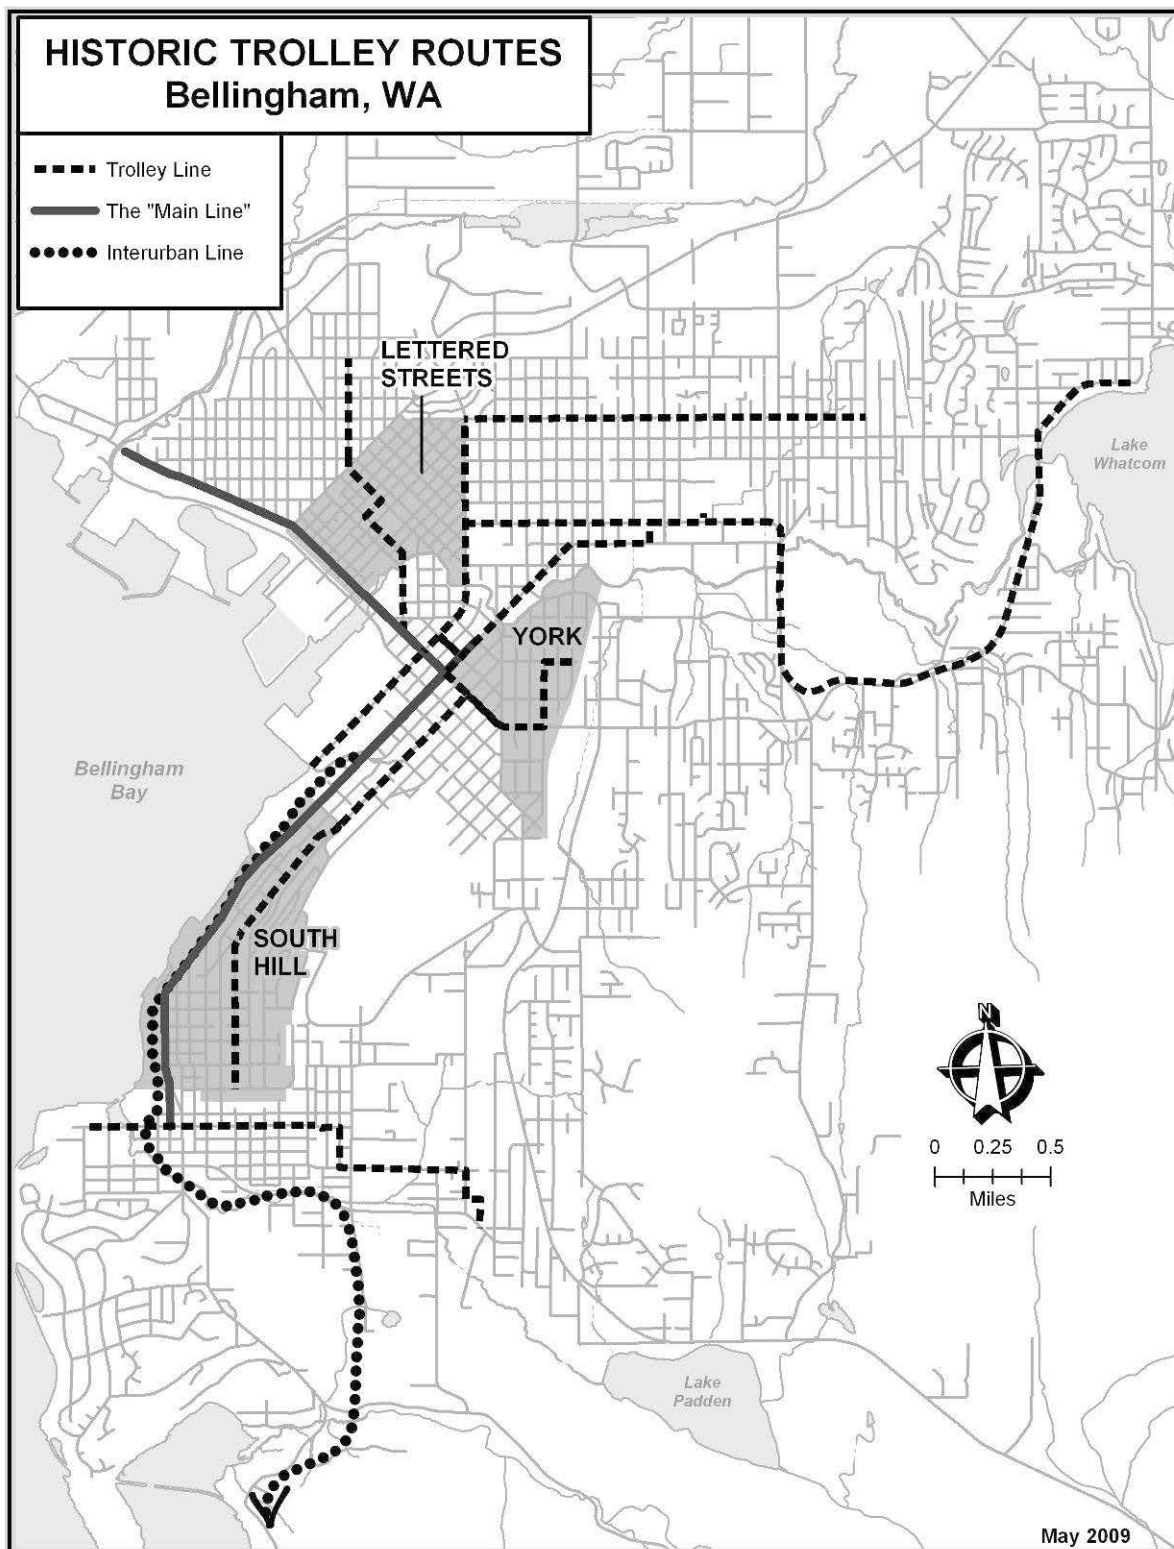 HISTORIC TROLLEY ROUTES
Bellingham, WA
Trolley Line
The "Main Line"
Interurban Line
LETTERED
STREETS
Lake
Whatcom
YORK
Bellingham
Bay
SOUTH
HILL
N
0 0.25 0.5
Miles
Lake
Padden
May 2009